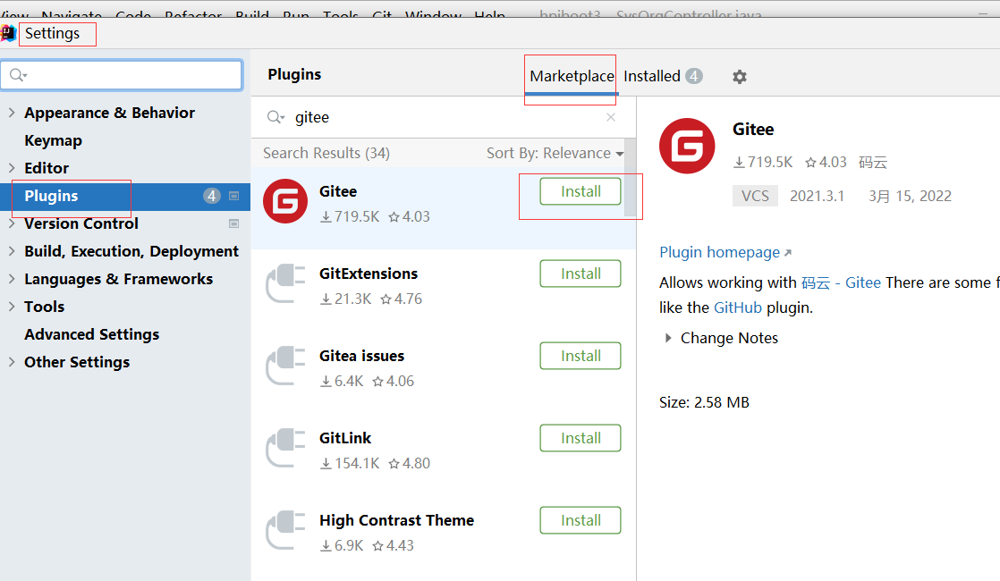 View Navigate Code Refactor Build Run Tools Git Window Help hpiboot3 SysOrgController.java
Settings
Plugins
Marketplace
Installed 4
Appearance & Behavior
Keymap
Editor
Plugins 4
Version Control
Build, Execution, Deployment
Languages & Frameworks
Tools
Advanced Settings
Other Settings
gitee
Search Results (34) Sort By: Relevance
Gitee
719.5K 4.03
Install
GitExtensions
21.3K 4.76
Install
Gitea issues
6.4K 4.06
Install
GitLink
154.1K 4.80
Install
High Contrast Theme
6.9K 4.43
Install
Gitee
719.5K 4.03 码云
VCS 2021.3.1 3月 15, 2022
Plugin homepage
Allows working with 码云 - Gitee There are some f
like the GitHub plugin.
Change Notes
Size: 2.58 MB